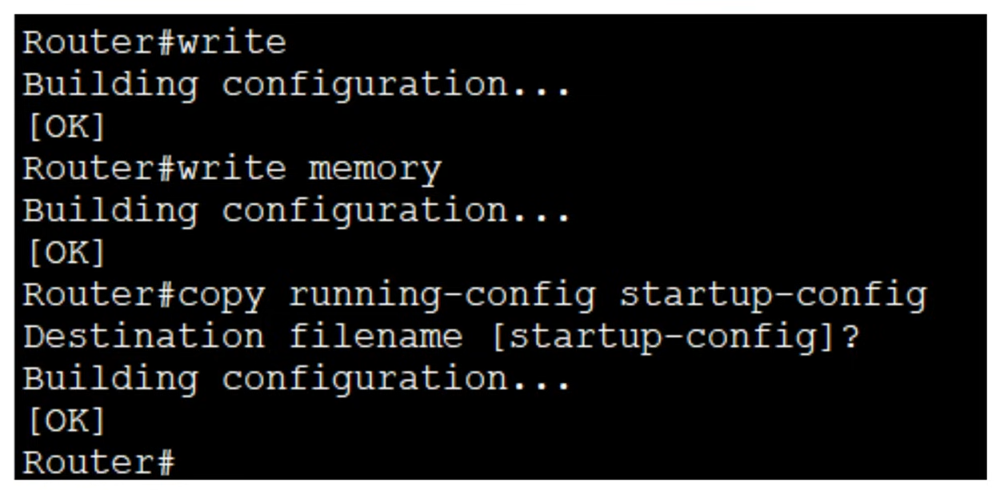 Router#write
Building configuration...
[OK]
Router#write memory
Building configuration...
[OK]
Router#copy running-config startup-config
Destination filename [startup-config]?
Building configuration...
[OK]
Router#